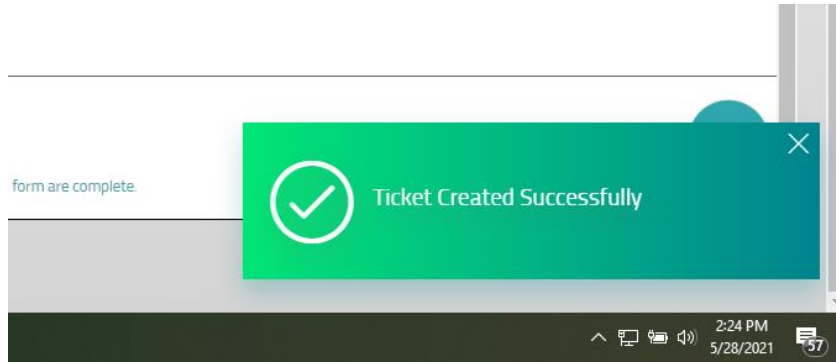 form are complete.
Ticket Created Successfully
2:24 PM
5/28/2021
57